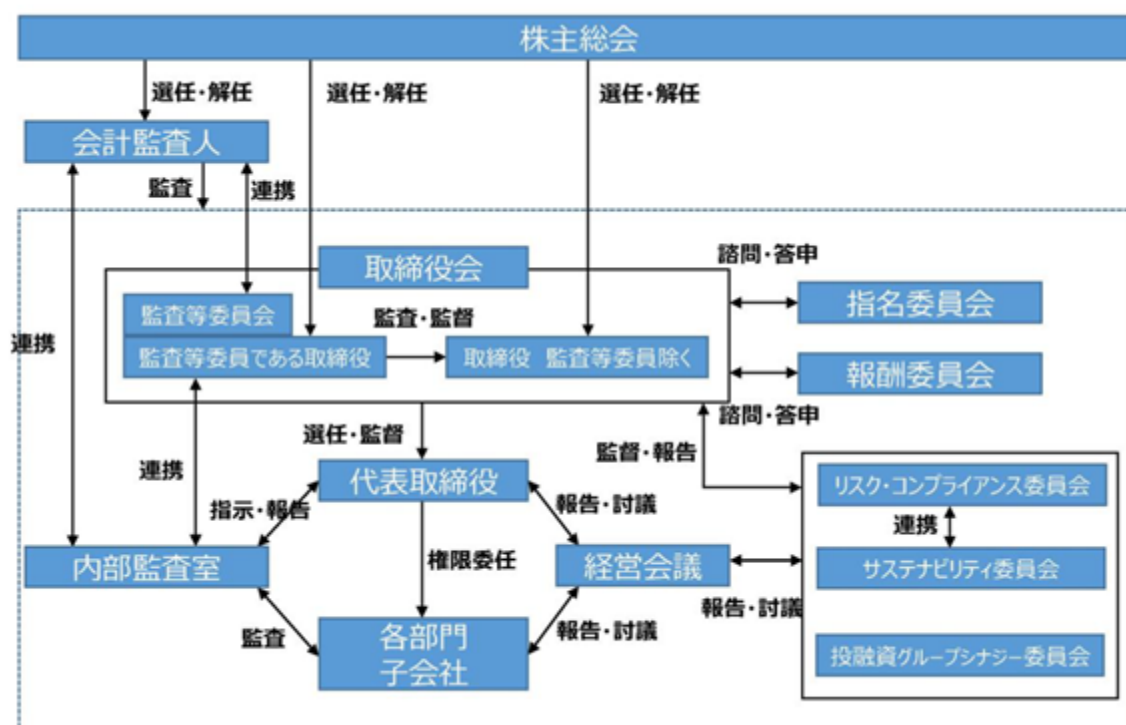 株主総会
選任・解任
選任・解任
選任・解任
会計監査人
監査
連携
取締役会
諮問・答申
指名委員会
監査等委員会
監査・監督
連携
監査等委員である取締役
取締役 監査等委員除く
報酬委員会
諮問・答申
選任・監督
監督・報告
連携
代表取締役
リスク・コンプライアンス委員会
指示・報告
報告・討議
連携
内部監査室
権限委任
経営会議
サステナビリティ委員会
報告・討議
監査
各部門
子会社
報告・討議
投融資グループシナジー委員会